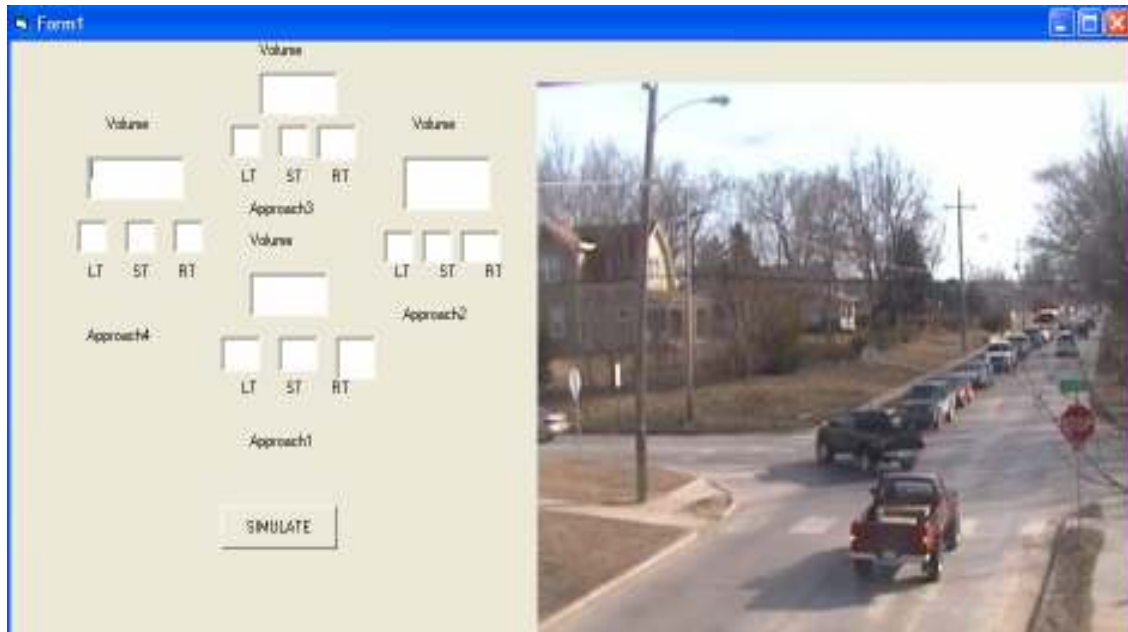 Form1
Volume
Volume
Volume
LT ST RT
Approach3
Volume
LT ST RT
LT ST RT
Approach2
Approach4
LT ST RT
Approach1
SIMULATE
STOP